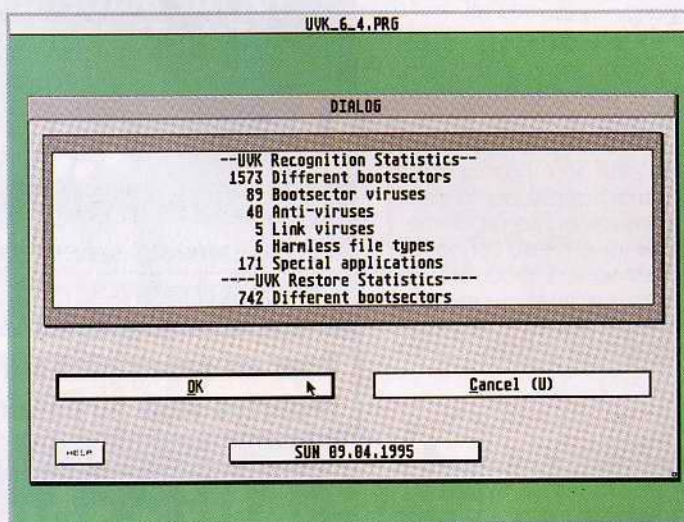 UVK_6_4.PRG
DIALOG
--UVK Recognition Statistics--
1573 Different bootsectors
89 Bootsector viruses
40 Anti-viruses
5 Link viruses
6 Harmless file types
171 Special applications
----UVK Restore Statistics----
742 Different bootsectors
OK
Cancel (U)
HELP
SUN 09.04.1995